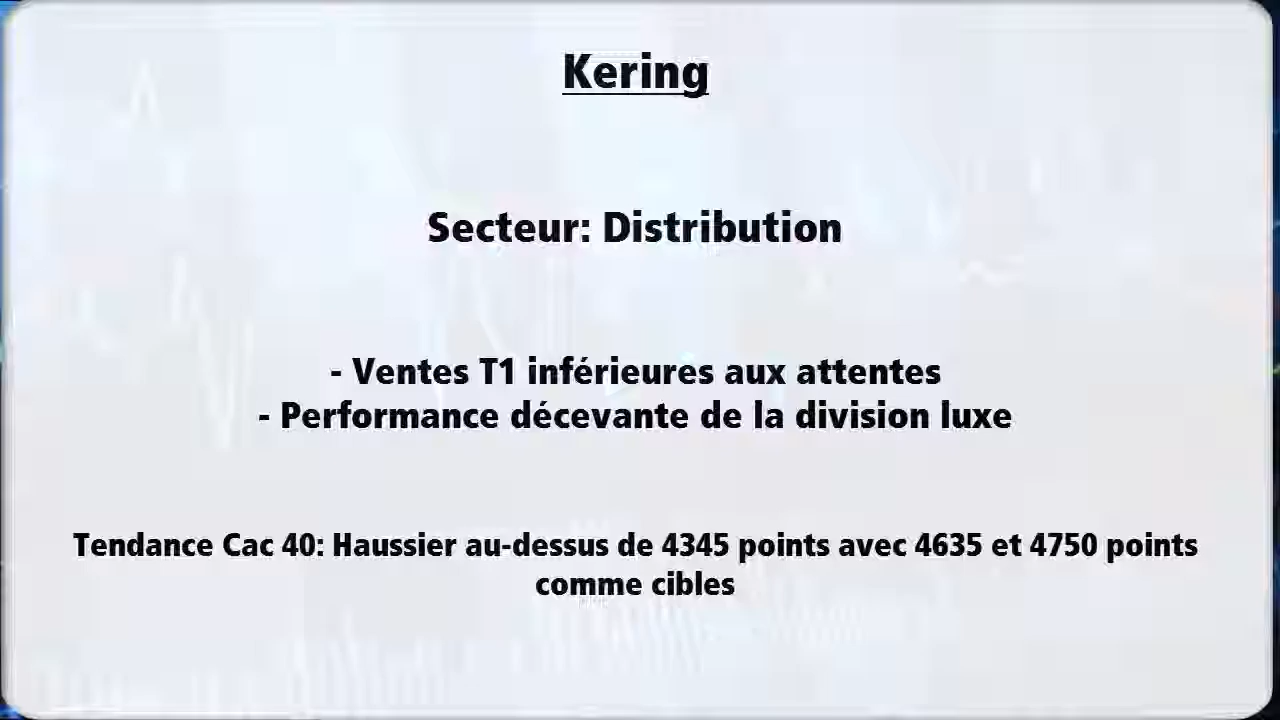 Kering
Secteur: Distribution
- Ventes T1 inférieures aux attentes
- Performance décevante de la division luxe
Tendance Cac 40: Haussier au-dessus de 4345 points avec 4635 et 4750 points
comme cibles